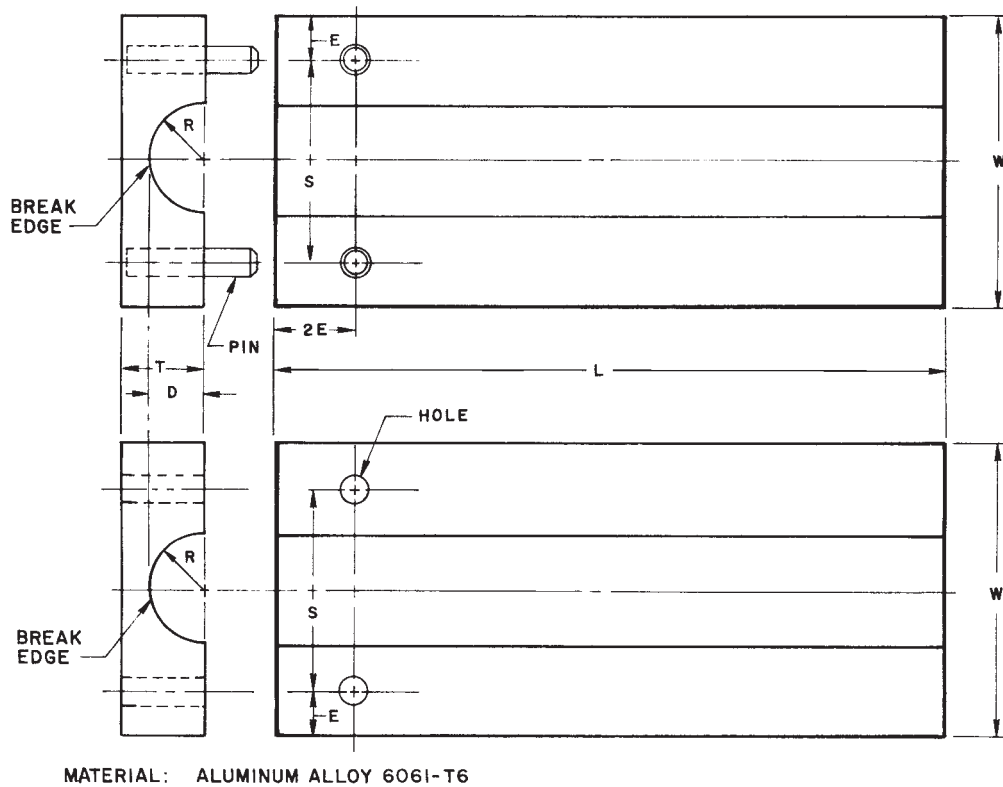 E
R
S
W
BREAK
EDGE
2E
PIN
T
L
D
HOLE
R
S
W
BREAK
EDGE
E
MATERIAL: ALUMINUM ALLOY 6061-T6